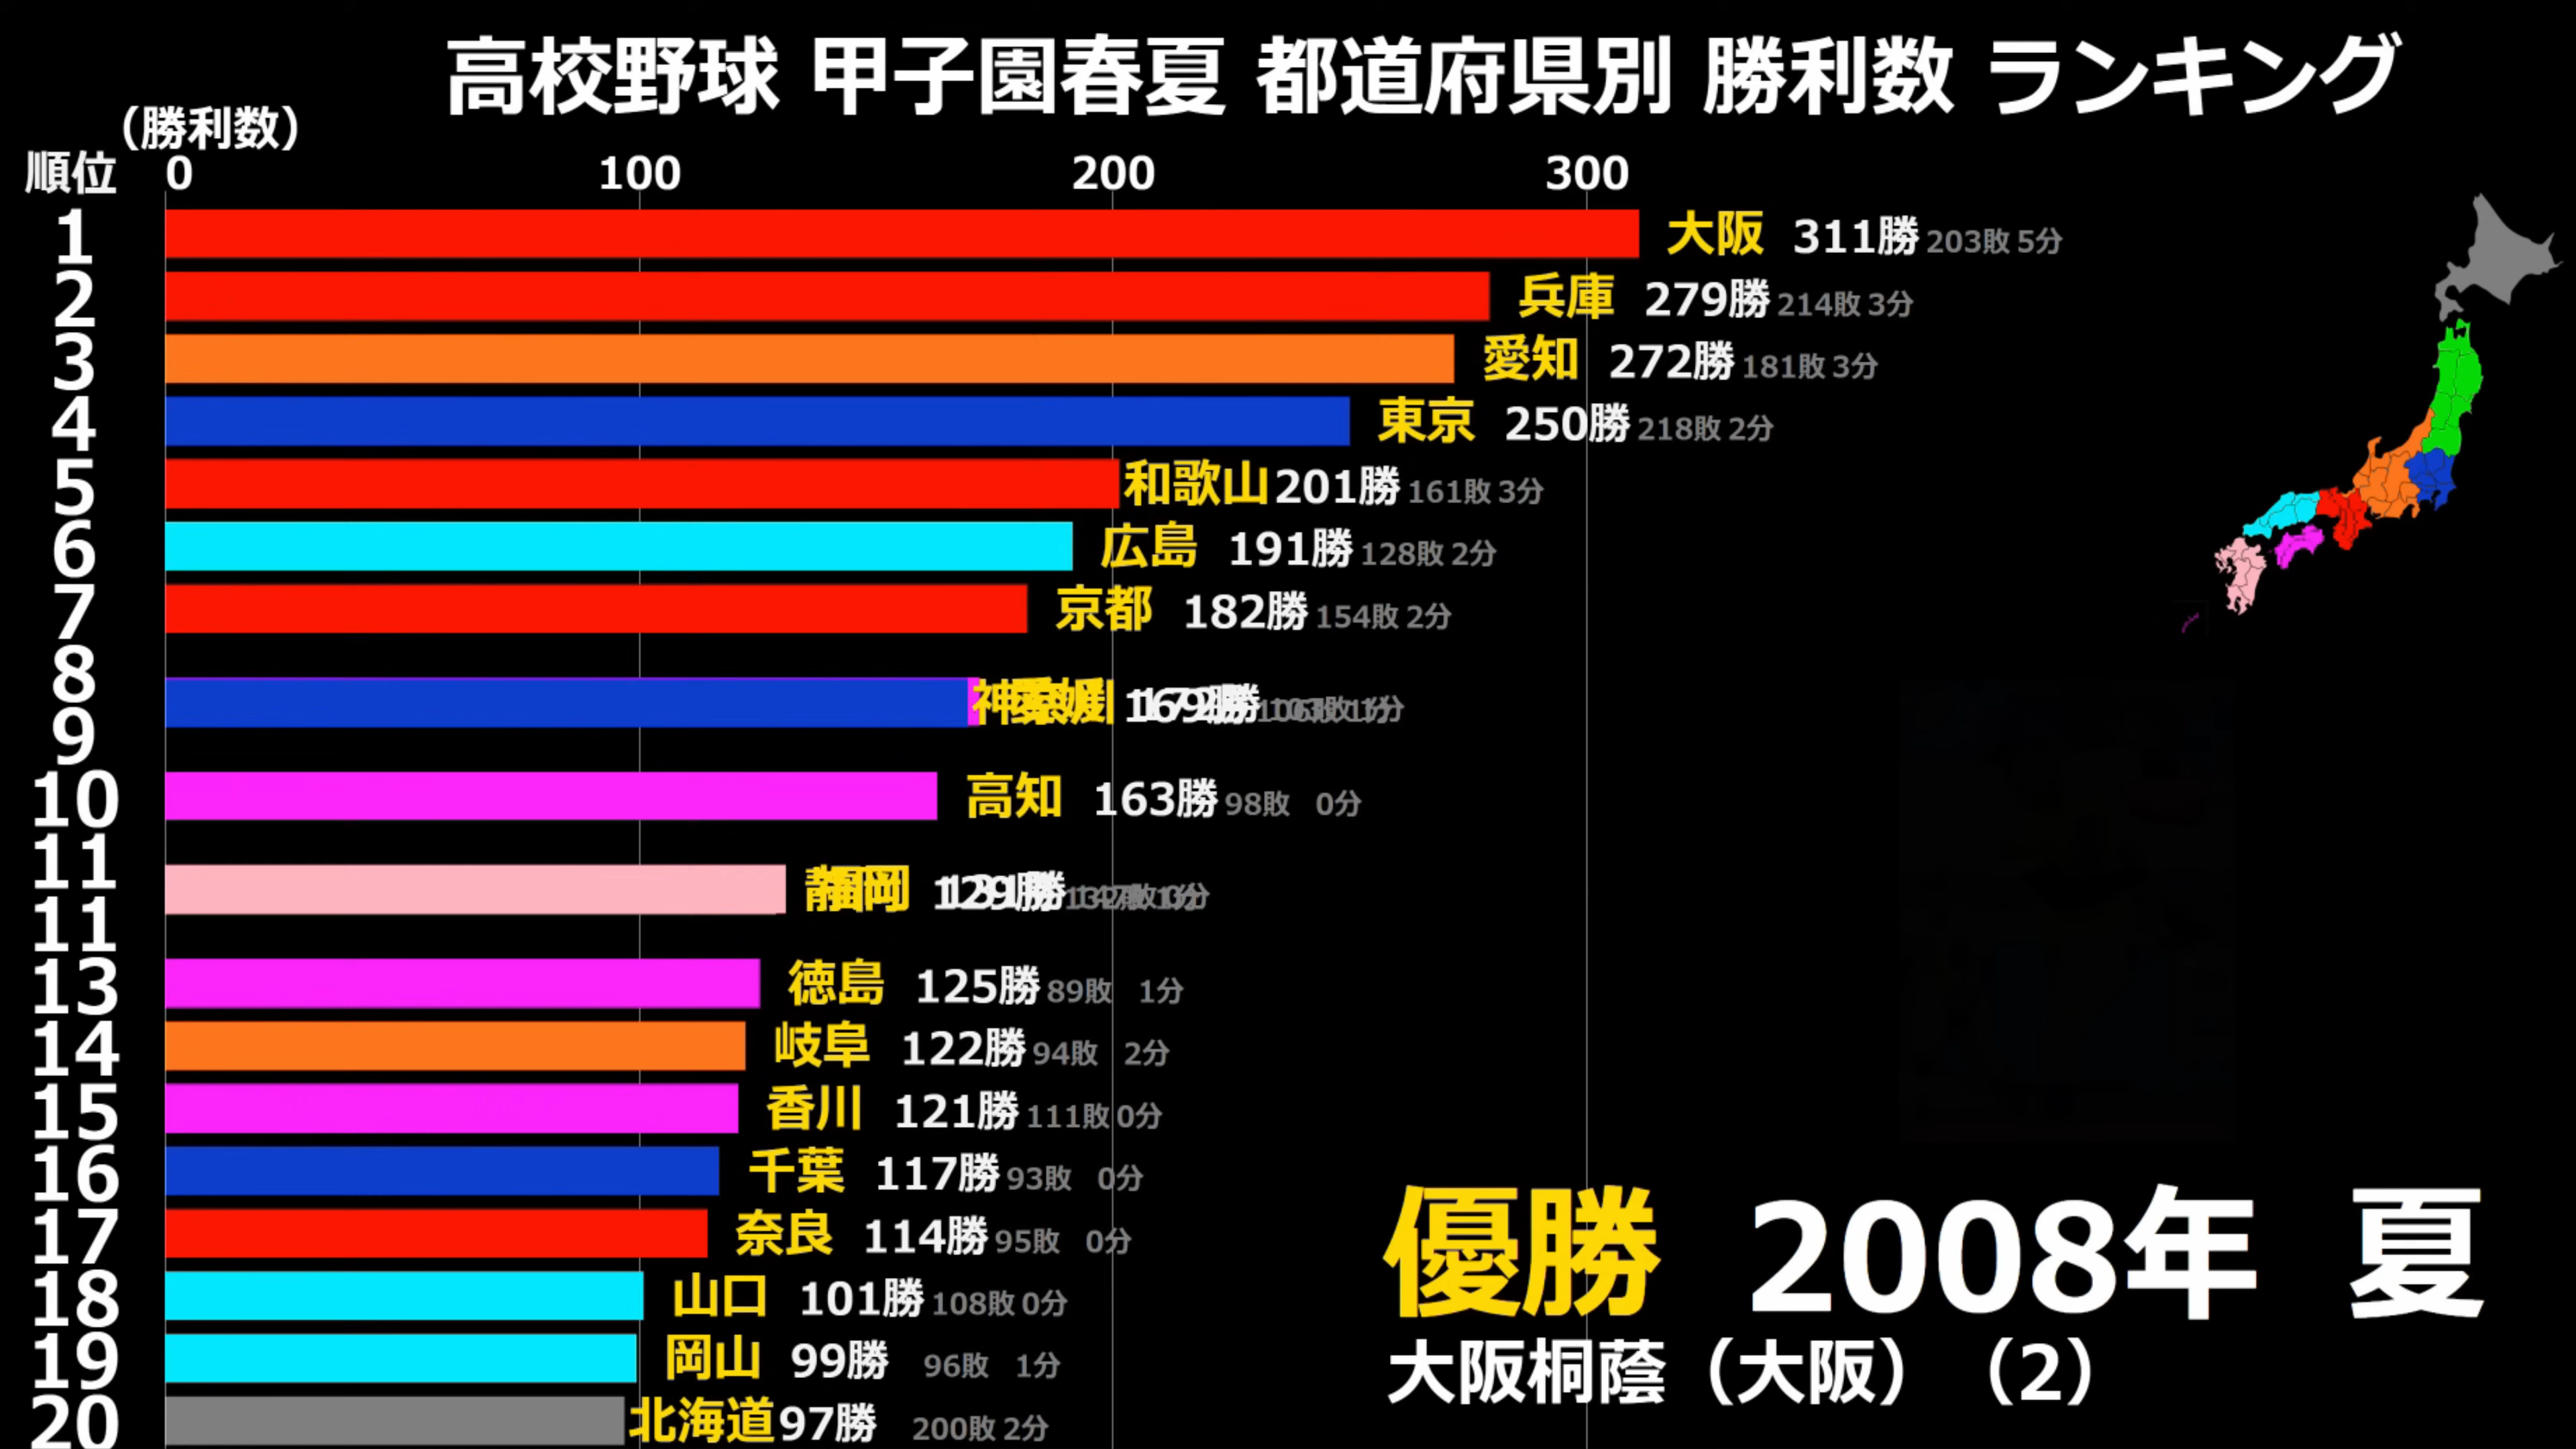 高校野球 甲子園春夏 都道府県別 勝利数 ランキング
(勝利数)
順位 0 100 200 300
1 大阪 311勝 203敗 5分
2 兵庫 279勝 214敗 3分
3 愛知 272勝 181敗 3分
4 東京 250勝 218敗 2分
5 和歌山 201勝 161敗 3分
6 広島 191勝 128敗 2分
7 京都 182勝 154敗 2分
8
9
10 高知 163勝 98敗 0分
11
11
13 徳島 125勝 89敗 1分
14 岐阜 122勝 94敗 2分
15 香川 121勝 111敗 0分
16 千葉 117勝 93敗 0分
17 奈良 114勝 95敗 0分
18 山口 101勝 108敗 0分
19 岡山 99勝 96敗 1分
20 北海道 97勝 200敗 2分
優勝 2008年 夏
大阪桐蔭（大阪）（2）